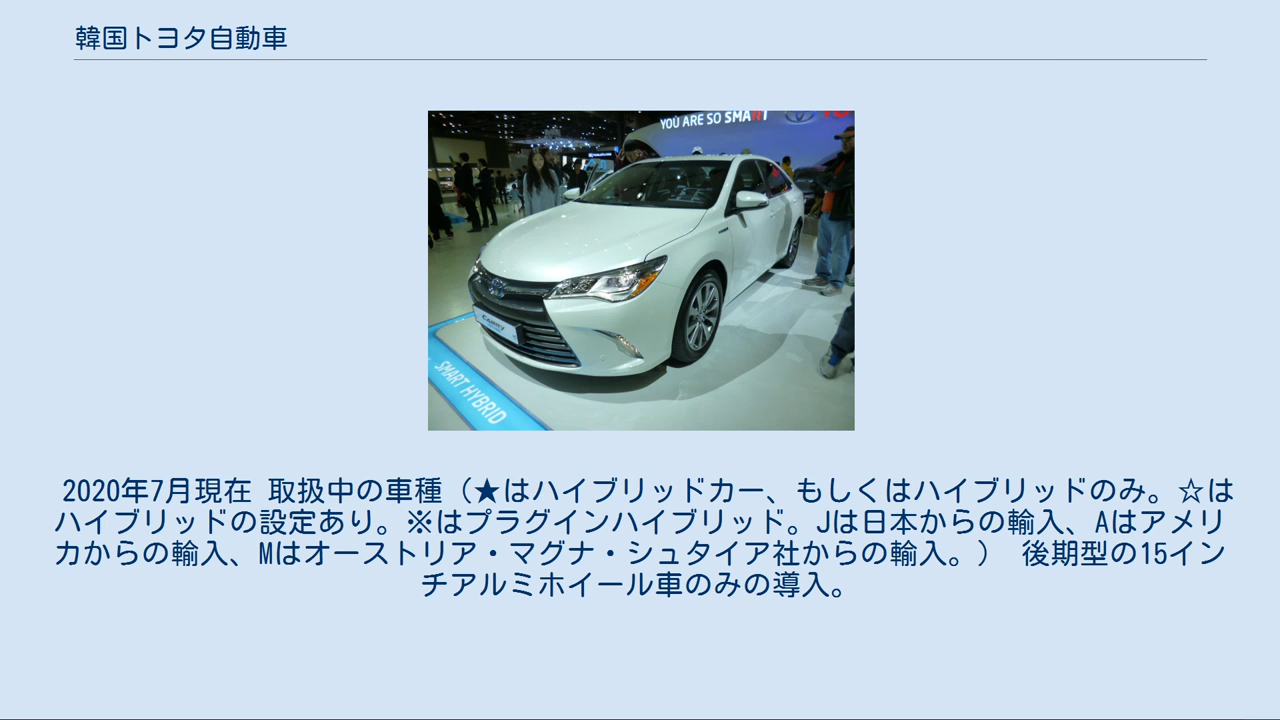 韓国トヨタ自動車
YOU ARE SO SMART
Camry
SMART HYBRID
2020年7月現在 取扱中の車種（★はハイブリッドカー、もしくはハイブリッドのみ。☆は
ハイブリッドの設定あり。※はプラグインハイブリッド。Jは日本からの輸入、Aはアメリ
カからの輸入、Mはオーストリア・マグナ・シュタイア社からの輸入。） 後期型の15イン
チアルミホイール車のみの導入。